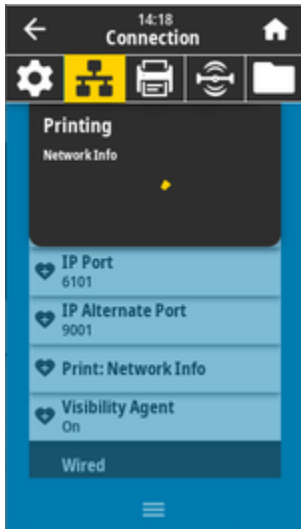 14:18
Connection
Printing
Network Info
IP Port
6101
IP Alternate Port
9001
Print: Network Info
Visibility Agent
On
Wired